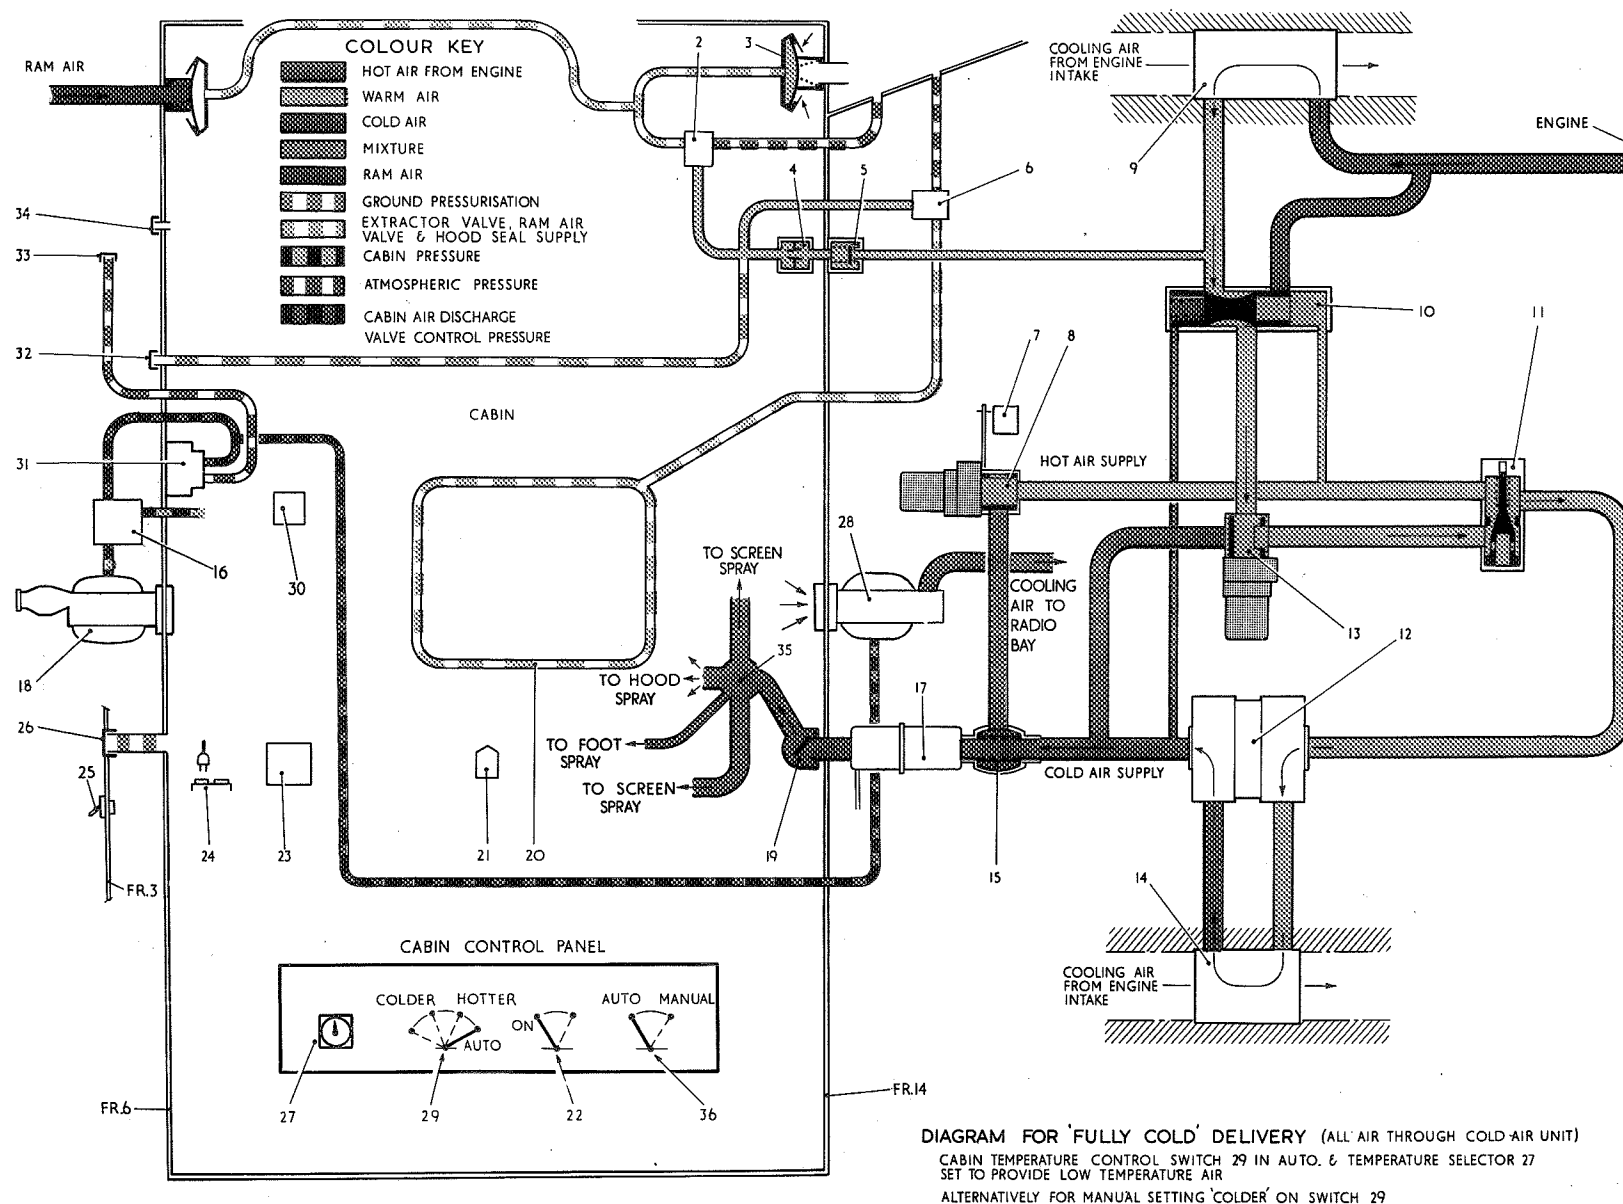 COLOUR KEY
HOT AIR FROM ENGINE
WARM AIR
COLD AIR
MIXTURE
RAM AIR
GROUND PRESSURISATION
EXTRACTOR VALVE, RAM AIR
VALVE & HOOD SEAL SUPPLY
CABIN PRESSURE
ATMOSPHERIC PRESSURE
CABIN AIR DISCHARGE
VALVE CONTROL PRESSURE
RAM AIR
2
3
COOLING AIR
FROM ENGINE
INTAKE
9
ENGINE
4
5
6
34
33
32
10
11
7
8
HOT AIR SUPPLY
CABIN
31
16
30
28
TO SCREEN
SPRAY
COOLING
AIR TO
RADIO
BAY
13
12
18
35
TO HOOD
SPRAY
26
17
TO FOOT
SPRAY
25
TO SCREEN
SPRAY
COLD AIR SUPPLY
24
23
21
20
19
15
14
FR.3
CABIN CONTROL PANEL
COOLING AIR
FROM ENGINE
INTAKE
COLDER HOTTER
AUTO
ON
AUTO MANUAL
27
29
22
36
FR.6
FR.14
DIAGRAM FOR 'FULLY COLD' DELIVERY (ALL AIR THROUGH COLD AIR UNIT)
CABIN TEMPERATURE CONTROL SWITCH 29 IN AUTO. & TEMPERATURE SELECTOR 27
SET TO PROVIDE LOW TEMPERATURE AIR
ALTERNATIVELY FOR MANUAL SETTING 'COLDER' ON SWITCH 29